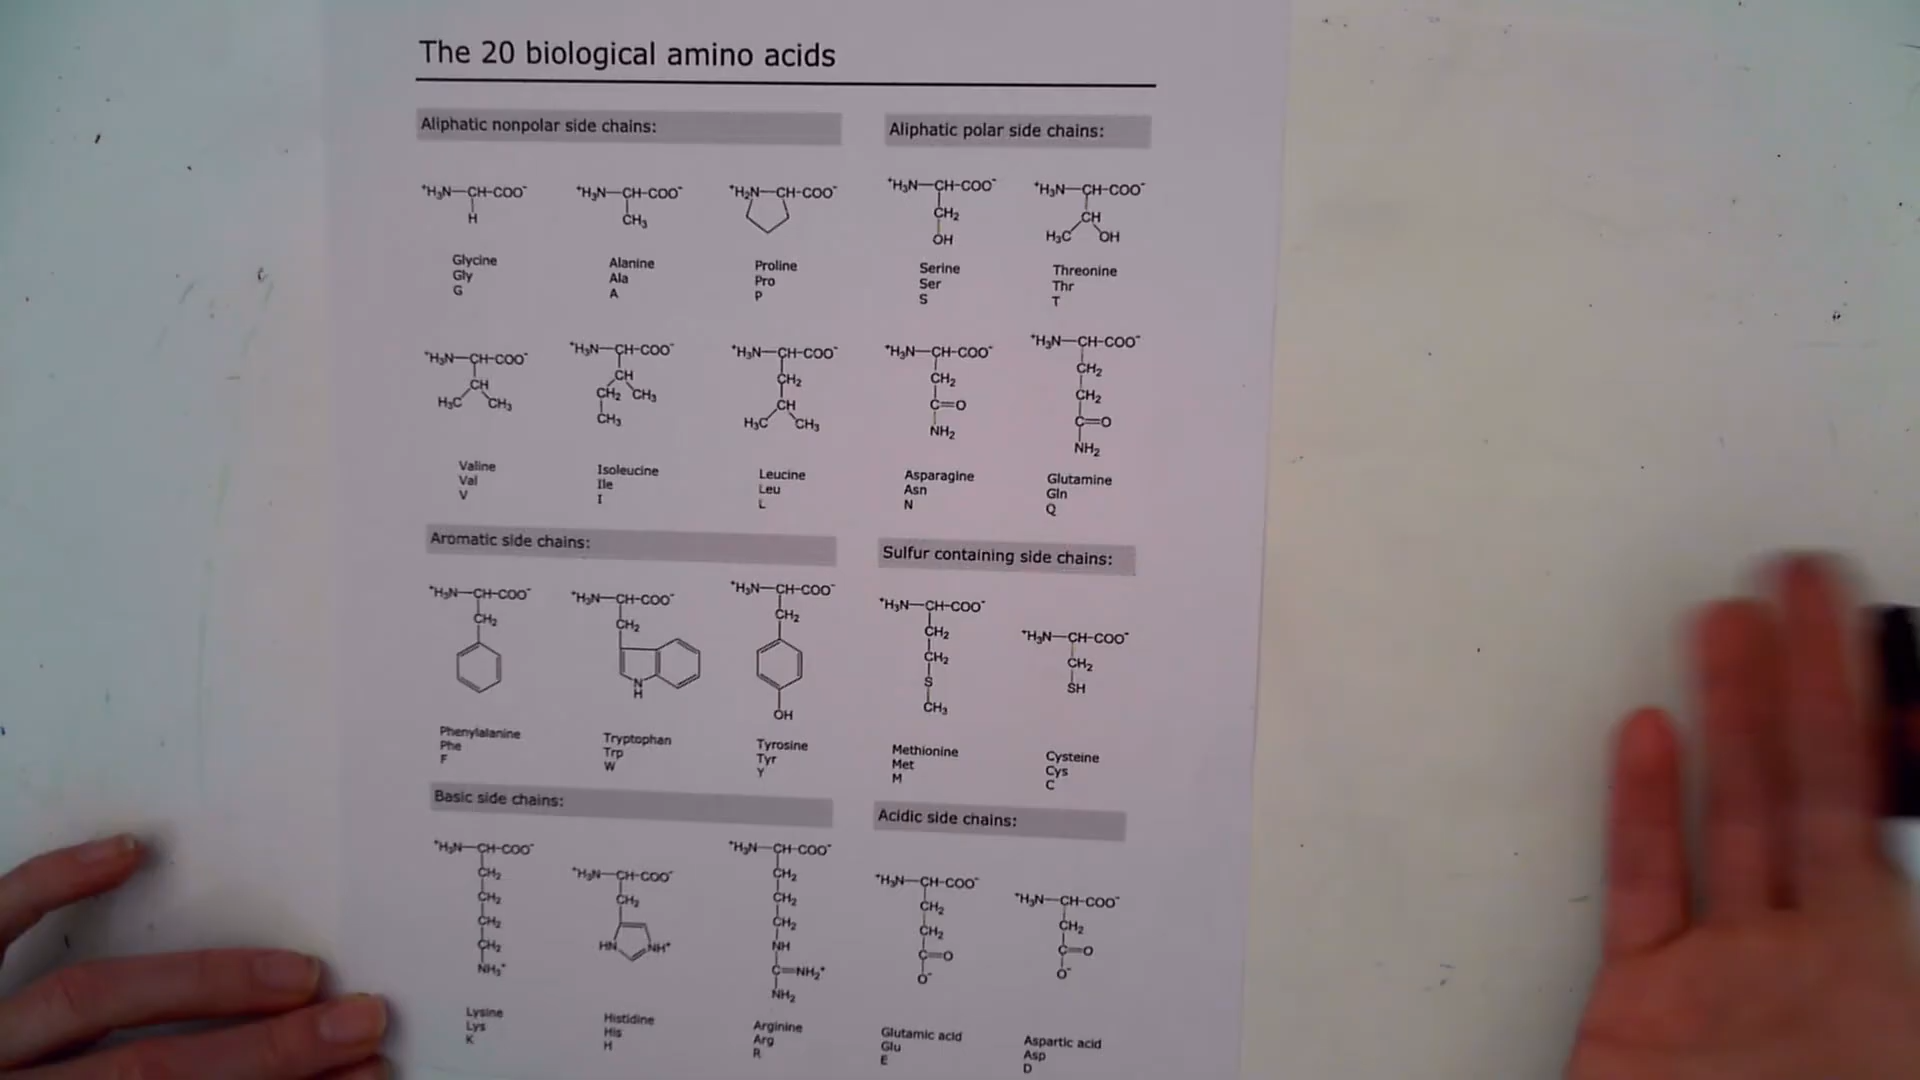 The 20 biological amino acids
Aliphatic nonpolar side chains:
⁺H₃N—CH-COO⁻
H
Glycine
Gly
G
⁺H₃N—CH-COO⁻
CH₃
Alanine
Ala
A
⁺H₂N—CH-COO⁻
Proline
Pro
P
⁺H₃N—CH-COO⁻
CH
H₃C CH₃
Valine
Val
V
⁺H₃N—CH-COO⁻
CH
CH₂ CH₃
CH₃
Isoleucine
Ile
I
⁺H₃N—CH-COO⁻
CH₂
CH
H₃C CH₃
Leucine
Leu
L
Aliphatic polar side chains:
⁺H₃N—CH-COO⁻
CH₂
OH
Serine
Ser
S
⁺H₃N—CH-COO⁻
CH
H₃C OH
Threonine
Thr
T
⁺H₃N—CH-COO⁻
CH₂
C=O
NH₂
Asparagine
Asn
N
⁺H₃N—CH-COO⁻
CH₂
CH₂
C=O
NH₂
Glutamine
Gln
Q
Aromatic side chains:
⁺H₃N—CH-COO⁻
CH₂
Phenylalanine
Phe
F
⁺H₃N—CH-COO⁻
CH₂
N
H
Tryptophan
Trp
W
⁺H₃N—CH-COO⁻
CH₂
OH
Tyrosine
Tyr
Y
Sulfur containing side chains:
⁺H₃N—CH-COO⁻
CH₂
CH₂
S
CH₃
Methionine
Met
M
⁺H₃N—CH-COO⁻
CH₂
SH
Cysteine
Cys
C
Basic side chains:
⁺H₃N—CH-COO⁻
CH₂
CH₂
CH₂
CH₂
NH₃⁺
Lysine
Lys
K
⁺H₃N—CH-COO⁻
CH₂
HN NH⁺
Histidine
His
H
⁺H₃N—CH-COO⁻
CH₂
CH₂
CH₂
NH
C=NH₂⁺
NH₂
Arginine
Arg
R
Acidic side chains:
⁺H₃N—CH-COO⁻
CH₂
CH₂
C=O
O⁻
Glutamic acid
Glu
E
⁺H₃N—CH-COO⁻
CH₂
C=O
O⁻
Aspartic acid
Asp
D